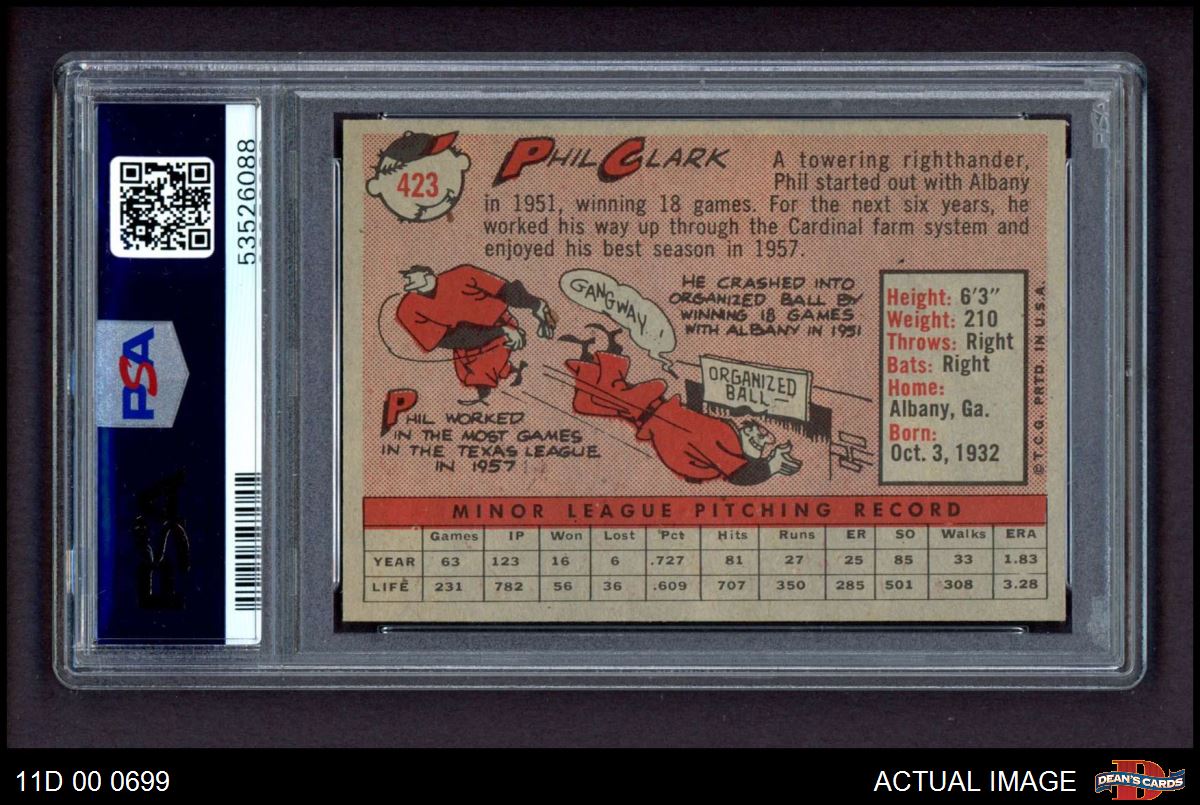 53526088
PSA
PSA
423
PHIL CLARK
A towering righthander,
Phil started out with Albany
in 1951, winning 18 games. For the next six years, he
worked his way up through the Cardinal farm system and
enjoyed his best season in 1957.
GANGWAY..!
HE CRASHED INTO
ORGANIZED BALL BY
WINNING 18 GAMES
WITH ALBANY IN 1951
ORGANIZED
BALL
PHIL WORKED
IN THE MOST GAMES
IN THE TEXAS LEAGUE
IN 1957
Height: 6'3"
Weight: 210
Throws: Right
Bats: Right
Home:
Albany, Ga.
Born:
Oct. 3, 1932
© T.C.G. PRTD. IN U.S.A.
MINOR LEAGUE PITCHING RECORD
Games IP Won Lost Pct Hits Runs ER SO Walks ERA
YEAR 63 123 16 6 .727 81 27 25 85 33 1.83
LIFE 231 782 56 36 .609 707 350 285 501 308 3.28
11D 00 0699
ACTUAL IMAGE
DEAN'S CARDS